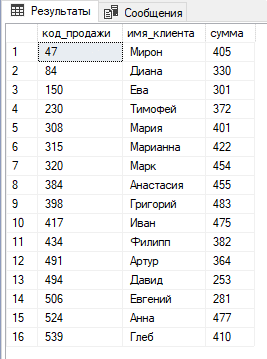 Результаты Сообщения
код_продажи имя_клиента сумма
1 47 Мирон 405
2 84 Диана 330
3 150 Ева 301
4 230 Тимофей 372
5 308 Мария 401
6 315 Марианна 422
7 320 Марк 454
8 384 Анастасия 455
9 398 Григорий 483
10 417 Иван 475
11 434 Филипп 382
12 491 Артур 364
13 494 Давид 253
14 506 Евгений 281
15 524 Анна 477
16 539 Глеб 410